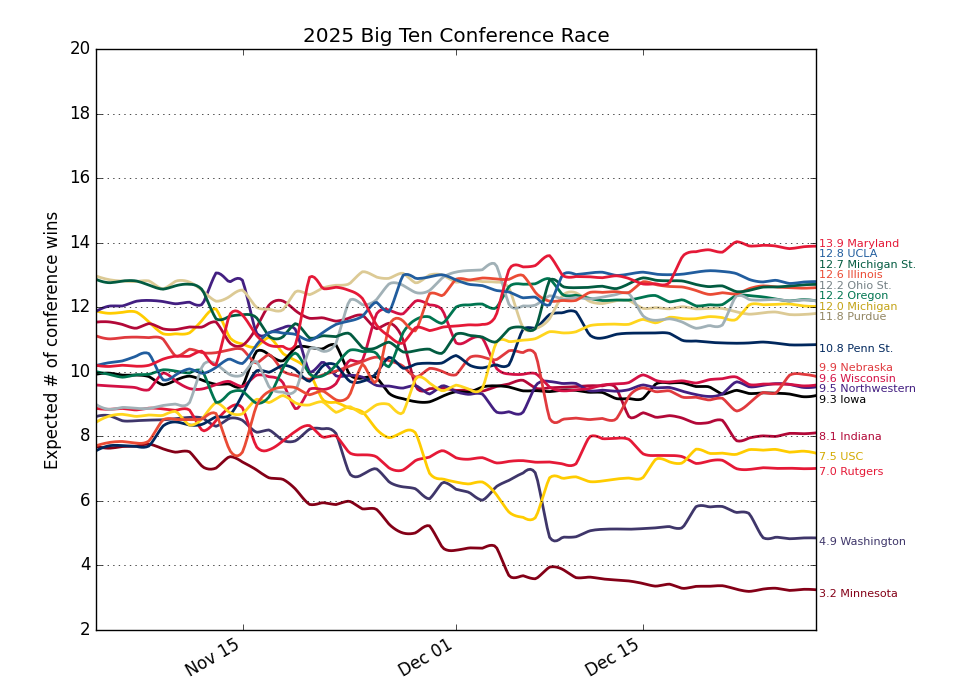 2025 Big Ten Conference Race
Expected # of conference wins
20
18
16
14
12
10
8
6
4
2
Nov 15
Dec 01
Dec 15
13.9 Maryland
12.8 UCLA
12.7 Michigan St.
12.6 Illinois
12.2 Ohio St.
12.2 Oregon
12.0 Michigan
11.8 Purdue
10.8 Penn St.
9.9 Nebraska
9.6 Wisconsin
9.5 Northwestern
9.3 Iowa
8.1 Indiana
7.5 USC
7.0 Rutgers
4.9 Washington
3.2 Minnesota